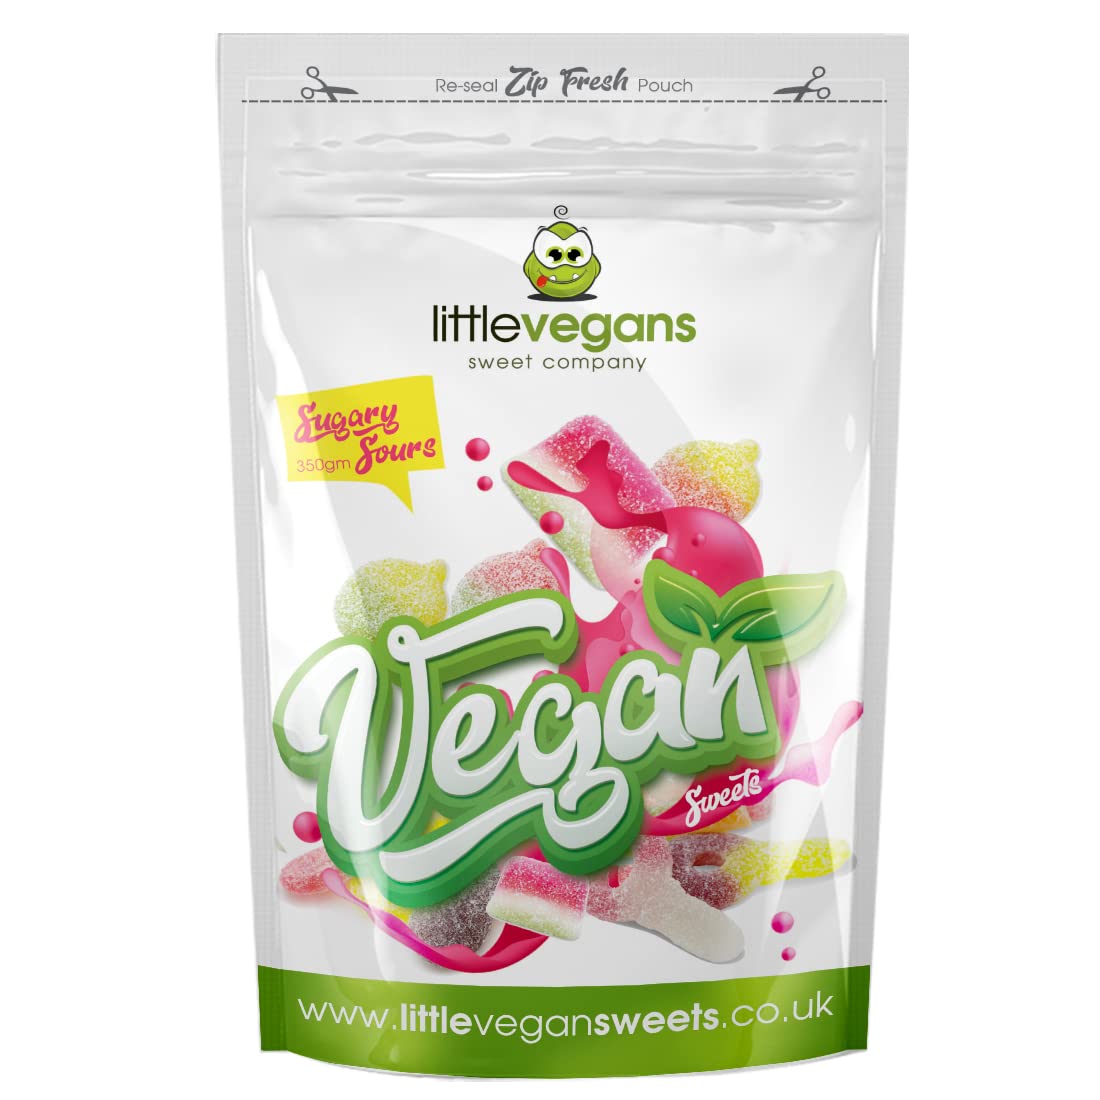 Re-seal Zip Fresh Pouch
littlevegans
sweet company
Sugary
350gm Sours
Vegan
Sweets
www.littlevegansweets.co.uk